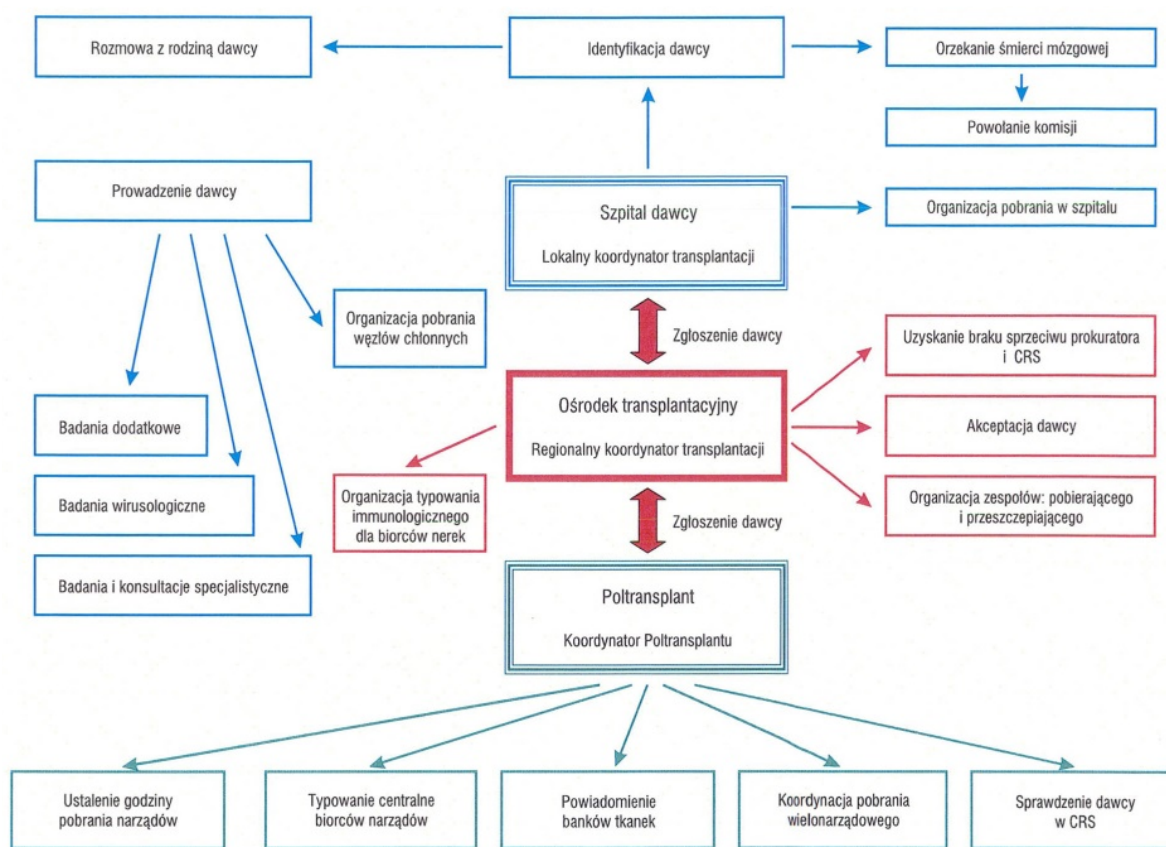 Rozmowa z rodziną dawcy
Identyfikacja dawcy
Orzekanie śmierci mózgowej
Powołanie komisji
Prowadzenie dawcy
Szpital dawcy
Lokalny koordynator transplantacji
Organizacja pobrania w szpitalu
Organizacja pobrania
węzłów chłonnych
Zgłoszenie dawcy
Uzyskanie braku sprzeciwu prokuratora
i CRS
Ośrodek transplantacyjny
Regionalny koordynator transplantacji
Akceptacja dawcy
Badania dodatkowe
Organizacja typowania
immunologicznego
dla biorców nerek
Organizacja zespołów: pobierającego
i przeszczepiającego
Badania wirusologiczne
Zgłoszenie dawcy
Badania i konsultacje specjalistyczne
Poltransplant
Koordynator Poltransplantu
Ustalenie godziny
pobrania narządów
Typowanie centralne
biorców narządów
Powiadomienie
banków tkanek
Koordynacja pobrania
wielonarządowego
Sprawdzenie dawcy
w CRS